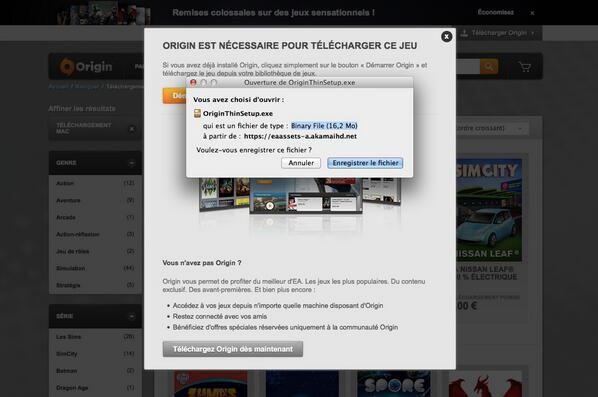 Remises colossales sur des jeux sensationnels !
Économisez
ORIGIN EST NÉCESSAIRE POUR TÉLÉCHARGER CE JEU
Télécharger Origin
Si vous avez déjà installé Origin, cliquez simplement sur le bouton « Démarrer Origin » et
téléchargez le jeu depuis votre bibliothèque de jeux.
Origin
Ouverture de OriginThinSetup.exe
Vous avez choisi d'ouvrir :
OriginThinSetup.exe
qui est un fichier de type : Binary File (16,2 Mo)
à partir de : https://eaassets-a.akamaihd.net
Voulez-vous enregistrer ce fichier ?
Annuler
Enregistrer le fichier
Affiner les résultats
TÉLÉCHARGEMENT
MAC
GENRE
Action (12)
Aventure (9)
Arcade (1)
Action-réflexion (3)
Jeu de rôles (2)
Simulation (44)
Stratégie (5)
SÉRIE
Les Sims (26)
SimCity (14)
Batman (2)
Dragon Age (1)
Vous n'avez pas Origin ?
Origin vous permet de profiter du meilleur d'EA. Les jeux les plus populaires. Du contenu
exclusif. Des avant-premières. Et bien plus encore :
• Accédez à vos jeux depuis n'importe quelle machine disposant d'Origin
• Restez connecté avec vos amis
• Bénéficiez d'offres spéciales réservées uniquement à la communauté Origin
Téléchargez Origin dès maintenant
ordre croissant)
SIMCITY
NISSAN LEAF
NISSAN LEAF®
ÉLECTRIQUE
SPORE